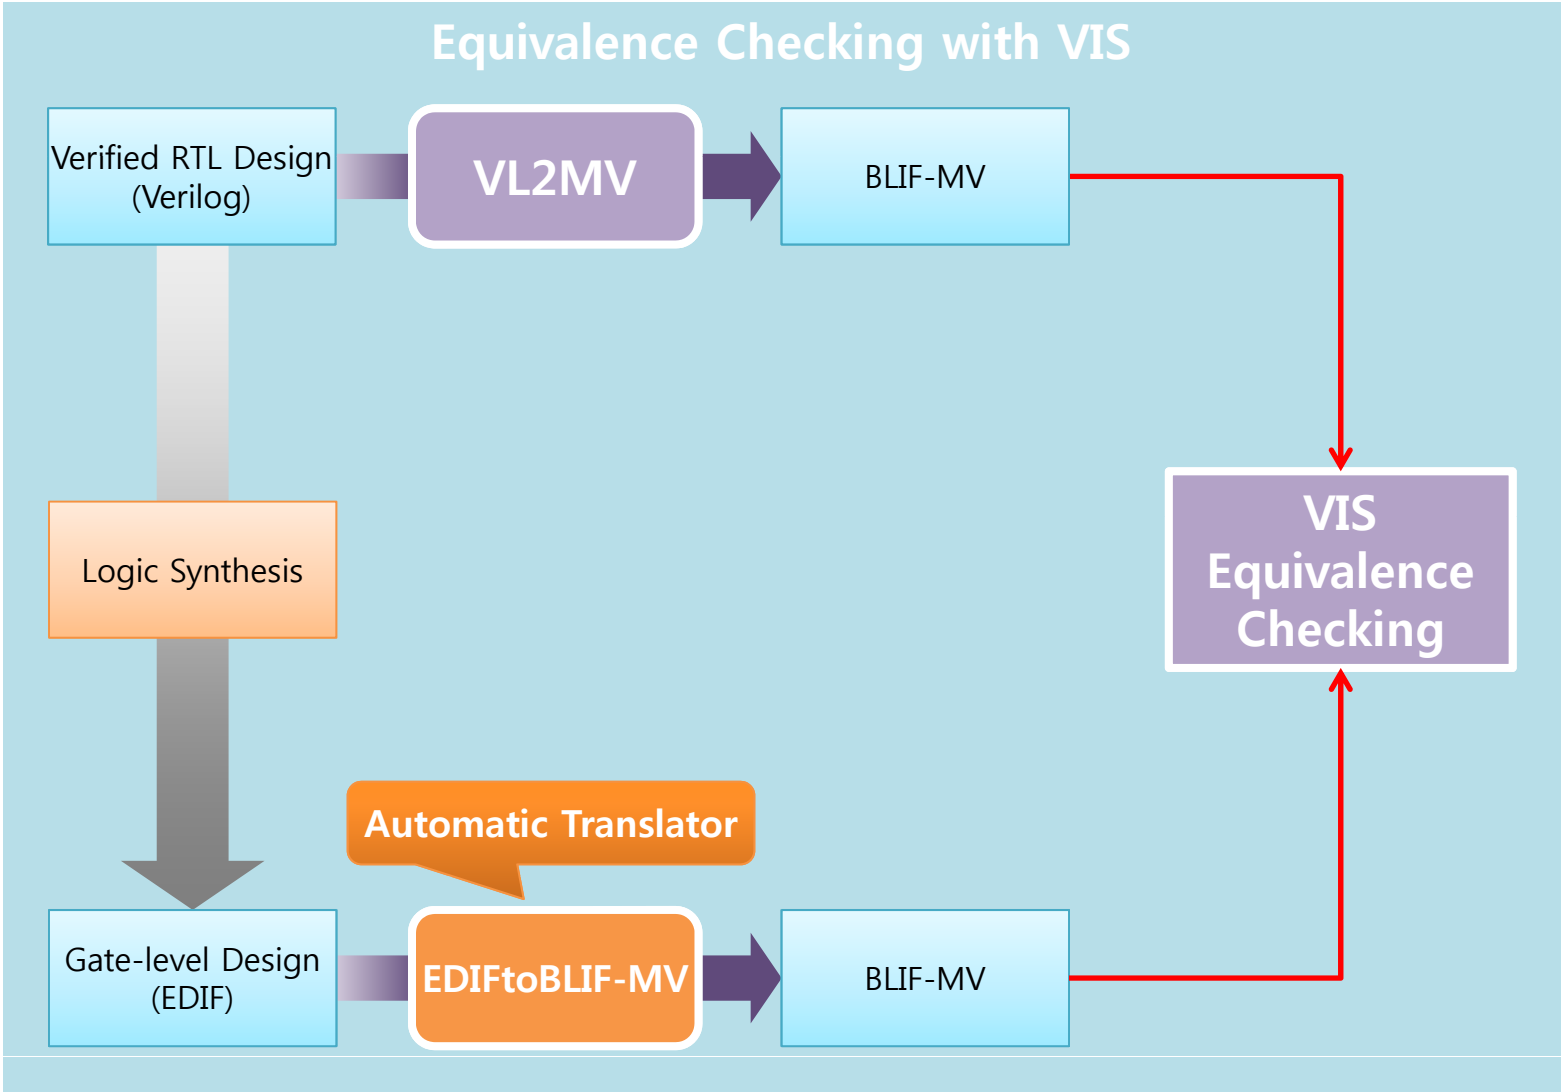 Equivalence Checking with VIS
Verified RTL Design
(Verilog)
VL2MV
BLIF-MV
Logic Synthesis
VIS
Equivalence
Checking
Automatic Translator
Gate-level Design
(EDIF)
EDIFtoBLIF-MV
BLIF-MV